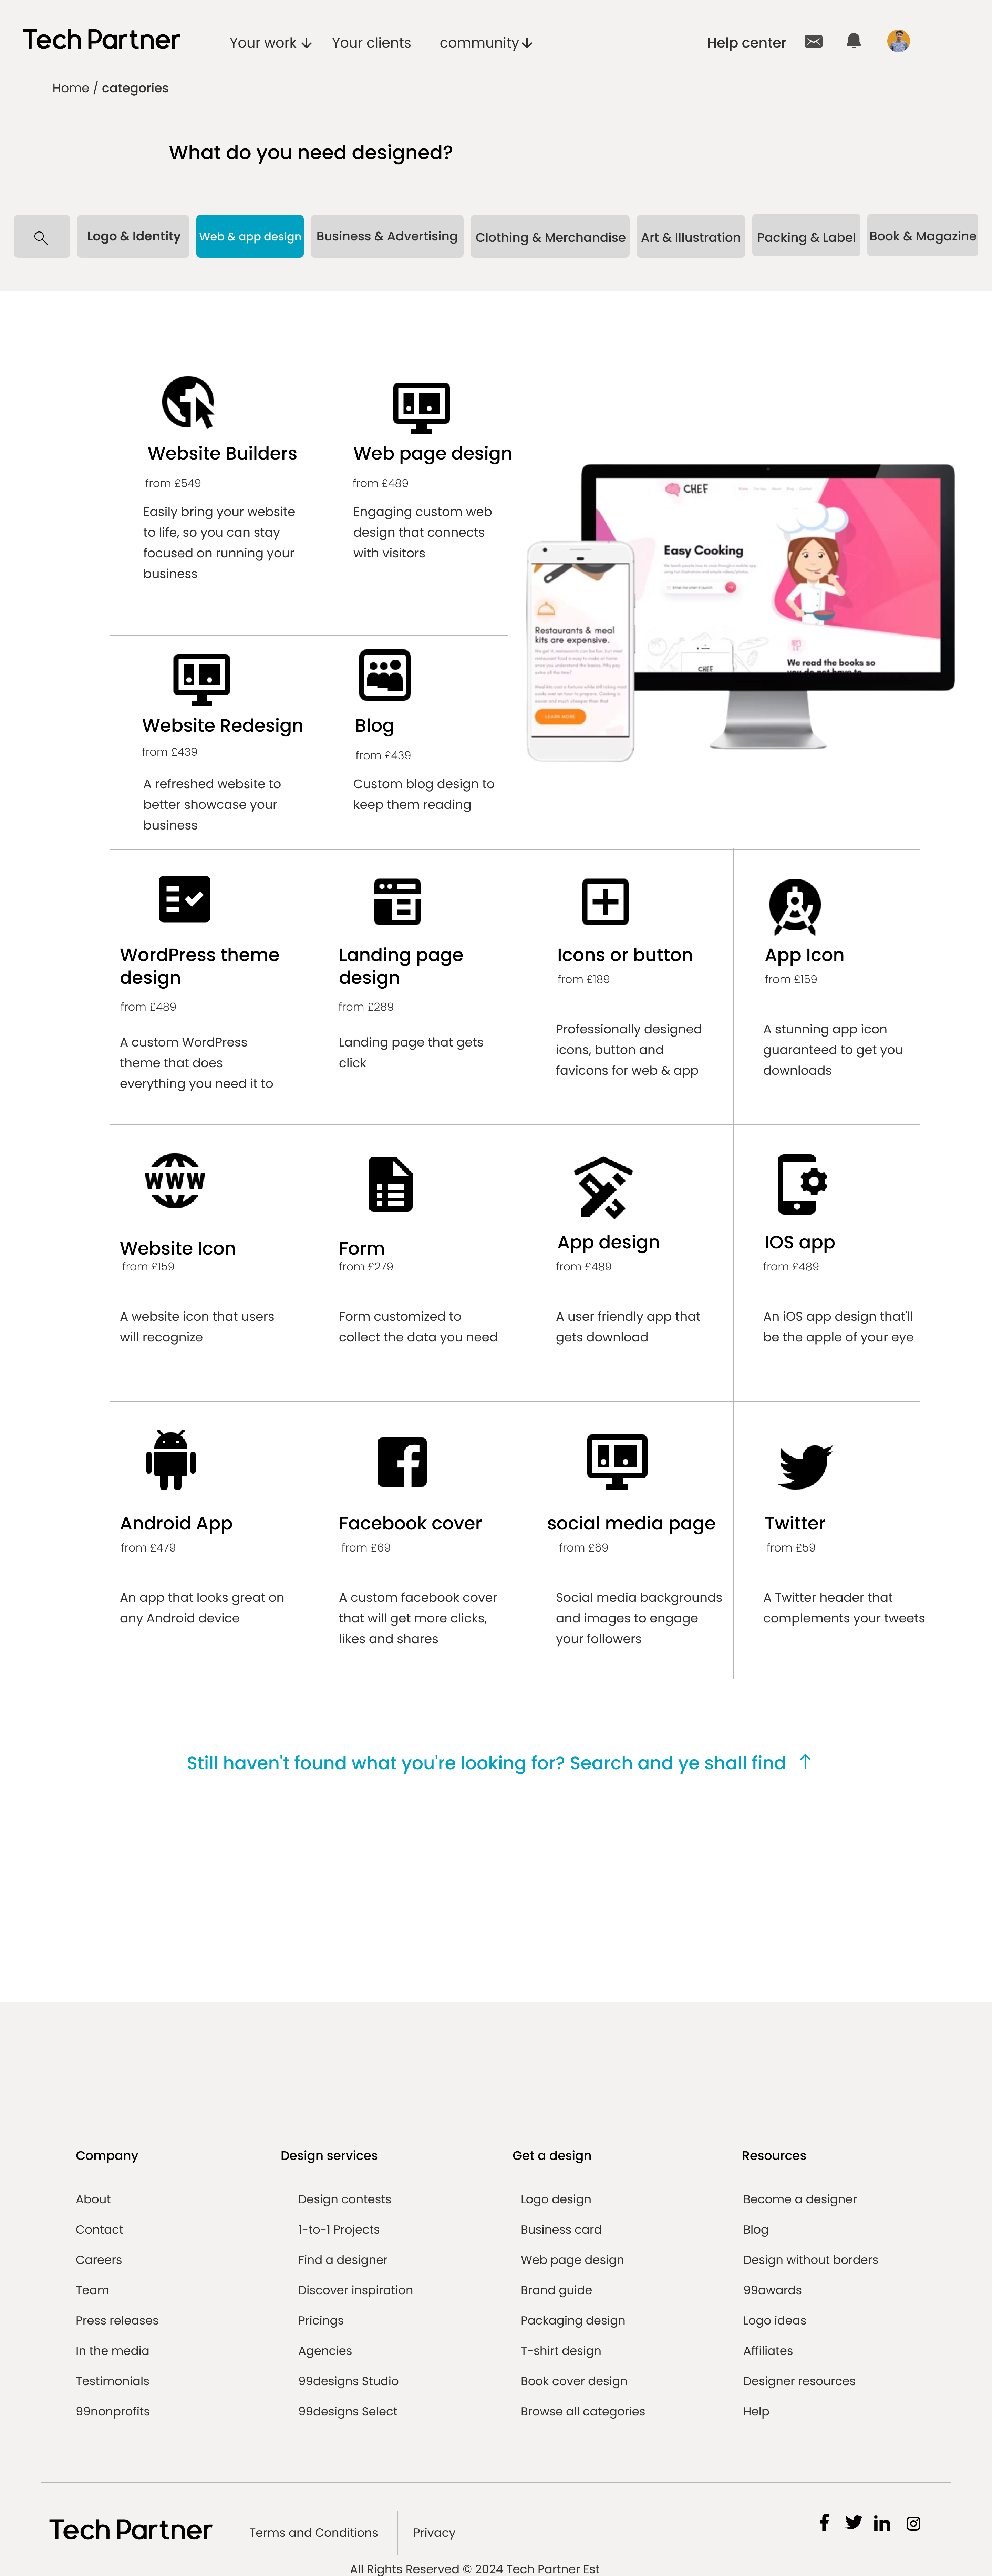 Tech Partner
Your work
Your clients
community
Help center
Home / categories
What do you need designed?
Logo & Identity
Web & app design
Business & Advertising
Clothing & Merchandise
Art & Illustration
Packing & Label
Book & Magazine
Website Builders
from £549
Easily bring your website
to life, so you can stay
focused on running your
business
Web page design
from £489
Engaging custom web
design that connects
with visitors
CHEF
Easy Cooking
We read the books so
you do not have to
Restaurants & meal
kits are expensive.
LEARN MORE
CHEF
Website Redesign
from £439
A refreshed website to
better showcase your
business
Blog
from £439
Custom blog design to
keep them reading
WordPress theme
design
from £489
A custom WordPress
theme that does
everything you need it to
Landing page
design
from £289
Landing page that gets
click
Icons or button
from £189
Professionally designed
icons, button and
favicons for web & app
App Icon
from £159
A stunning app icon
guaranteed to get you
downloads
WWW
Website Icon
from £159
A website icon that users
will recognize
Form
from £279
Form customized to
collect the data you need
App design
from £489
A user friendly app that
gets download
IOS app
from £489
An iOS app design that'll
be the apple of your eye
Android App
from £479
An app that looks great on
any Android device
Facebook cover
from £69
A custom facebook cover
that will get more clicks,
likes and shares
social media page
from £69
Social media backgrounds
and images to engage
your followers
Twitter
from £59
A Twitter header that
complements your tweets
Still haven't found what you're looking for? Search and ye shall find
Company
About
Contact
Careers
Team
Press releases
In the media
Testimonials
99nonprofits
Design services
Design contests
1-to-1 Projects
Find a designer
Discover inspiration
Pricings
Agencies
99designs Studio
99designs Select
Get a design
Logo design
Business card
Web page design
Brand guide
Packaging design
T-shirt design
Book cover design
Browse all categories
Resources
Become a designer
Blog
Design without borders
99awards
Logo ideas
Affiliates
Designer resources
Help
Tech Partner
Terms and Conditions
Privacy
All Rights Reserved © 2024 Tech Partner Est